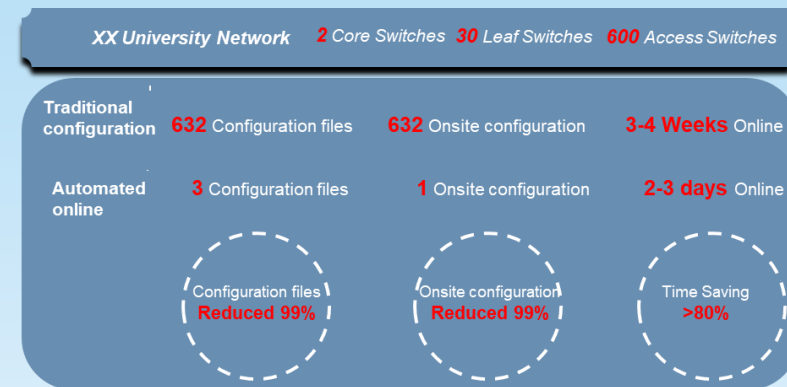 XX University Network 2 Core Switches 30 Leaf Switches 600 Access Switches
Traditional
configuration 632 Configuration files 632 Onsite configuration 3-4 Weeks Online
Automated
online 3 Configuration files 1 Onsite configuration 2-3 days Online
Configuration files
Reduced 99%
Onsite configuration
Reduced 99%
Time Saving
>80%